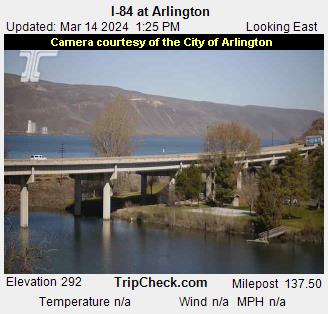 I-84 at Arlington
Updated: Mar 14 2024 1:25 PM Looking East
Camera courtesy of the City of Arlington
Elevation 292 TripCheck.com Milepost 137.50
Temperature n/a Wind n/a MPH n/a